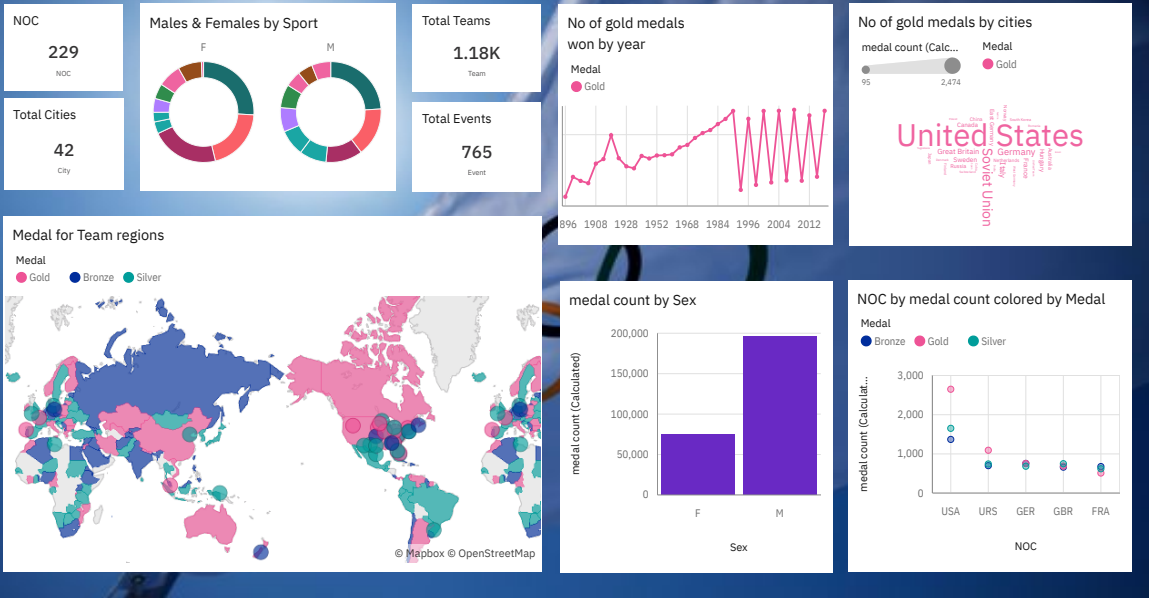 NOC
229
NOC
Total Cities
42
City
Males & Females by Sport
F
M
Total Teams
1.18K
Team
Total Events
765
Event
No of gold medals
won by year
Medal
Gold
896 1908 1928 1952 1968 1984 1996 2004 2012
No of gold medals by cities
medal count (Calc...
Medal
Gold
95
2,474
United States
Soviet Union
Great Britain
Germany
Sweden
Canada
China
Russia
Italy
France
Hungary
Australia
East Germany
Netherlands
Medal for Team regions
Medal
Gold Bronze Silver
© Mapbox © OpenStreetMap
medal count by Sex
medal count (Calculated)
200,000
150,000
100,000
50,000
0
F M
Sex
NOC by medal count colored by Medal
Medal
Bronze Gold Silver
medal count (Calculat...
3,000
2,000
1,000
0
USA URS GER GBR FRA
NOC